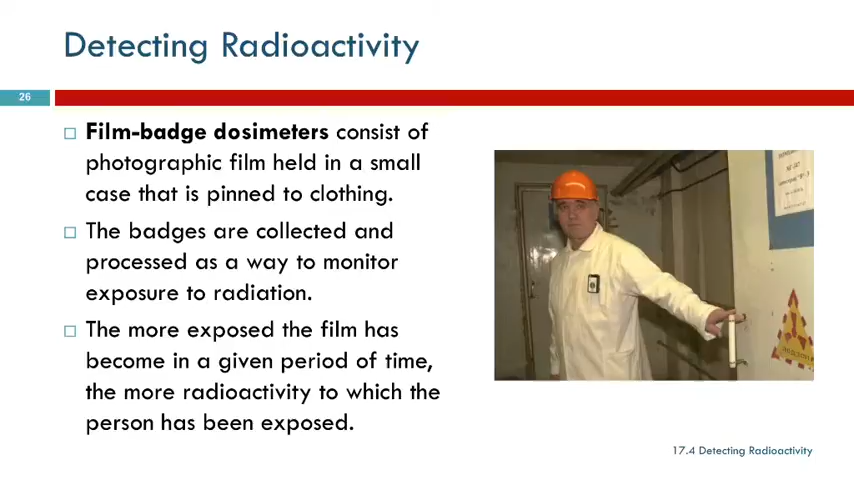 Detecting Radioactivity
26
Film-badge dosimeters consist of
photographic film held in a small
case that is pinned to clothing.
The badges are collected and
processed as a way to monitor
exposure to radiation.
The more exposed the film has
become in a given period of time,
the more radioactivity to which the
person has been exposed.
17.4 Detecting Radioactivity